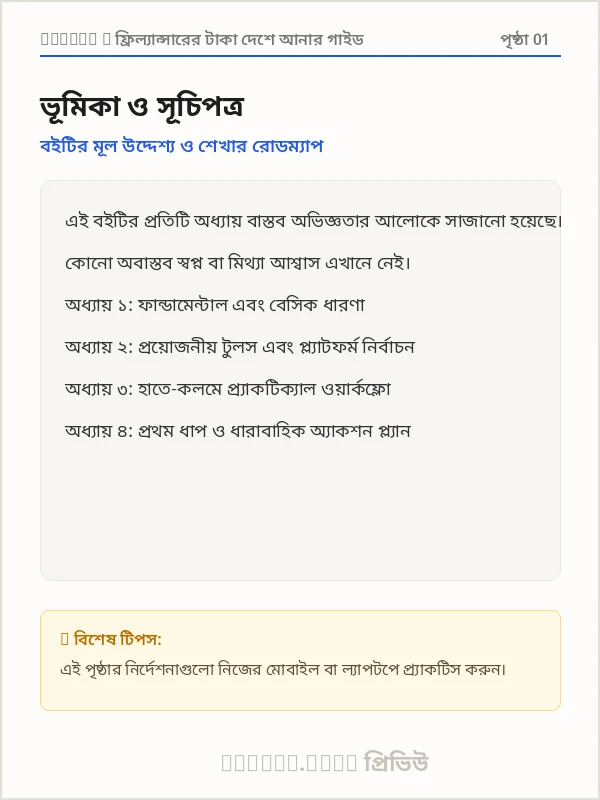 ফ্রিল্যান্সারের টাকা দেশে আনার গাইড
পৃষ্ঠা 01
ভূমিকা ও সূচিপত্র
বইটির মূল উদ্দেশ্য ও শেখার রোডম্যাপ
এই বইটির প্রতিটি অধ্যায় বাস্তব অভিজ্ঞতার আলোকে সাজানো হয়েছে।
কোনো অবাস্তব স্বপ্ন বা মিথ্যা আশ্বাস এখানে নেই।
অধ্যায় ১: ফান্ডামেন্টাল এবং বেসিক ধারণা
অধ্যায় ২: প্রয়োজনীয় টুলস এবং প্ল্যাটফর্ম নির্বাচন
অধ্যায় ৩: হাতে-কলমে প্র্যাকটিক্যাল ওয়ার্কফ্লো
অধ্যায় ৪: প্রথম ধাপ ও ধারাবাহিক অ্যাকশন প্ল্যান
বিশেষ টিপস:
এই পৃষ্ঠার নির্দেশনাগুলো নিজের মোবাইল বা ল্যাপটপে প্র্যাকটিস করুন।
প্রিভিউ